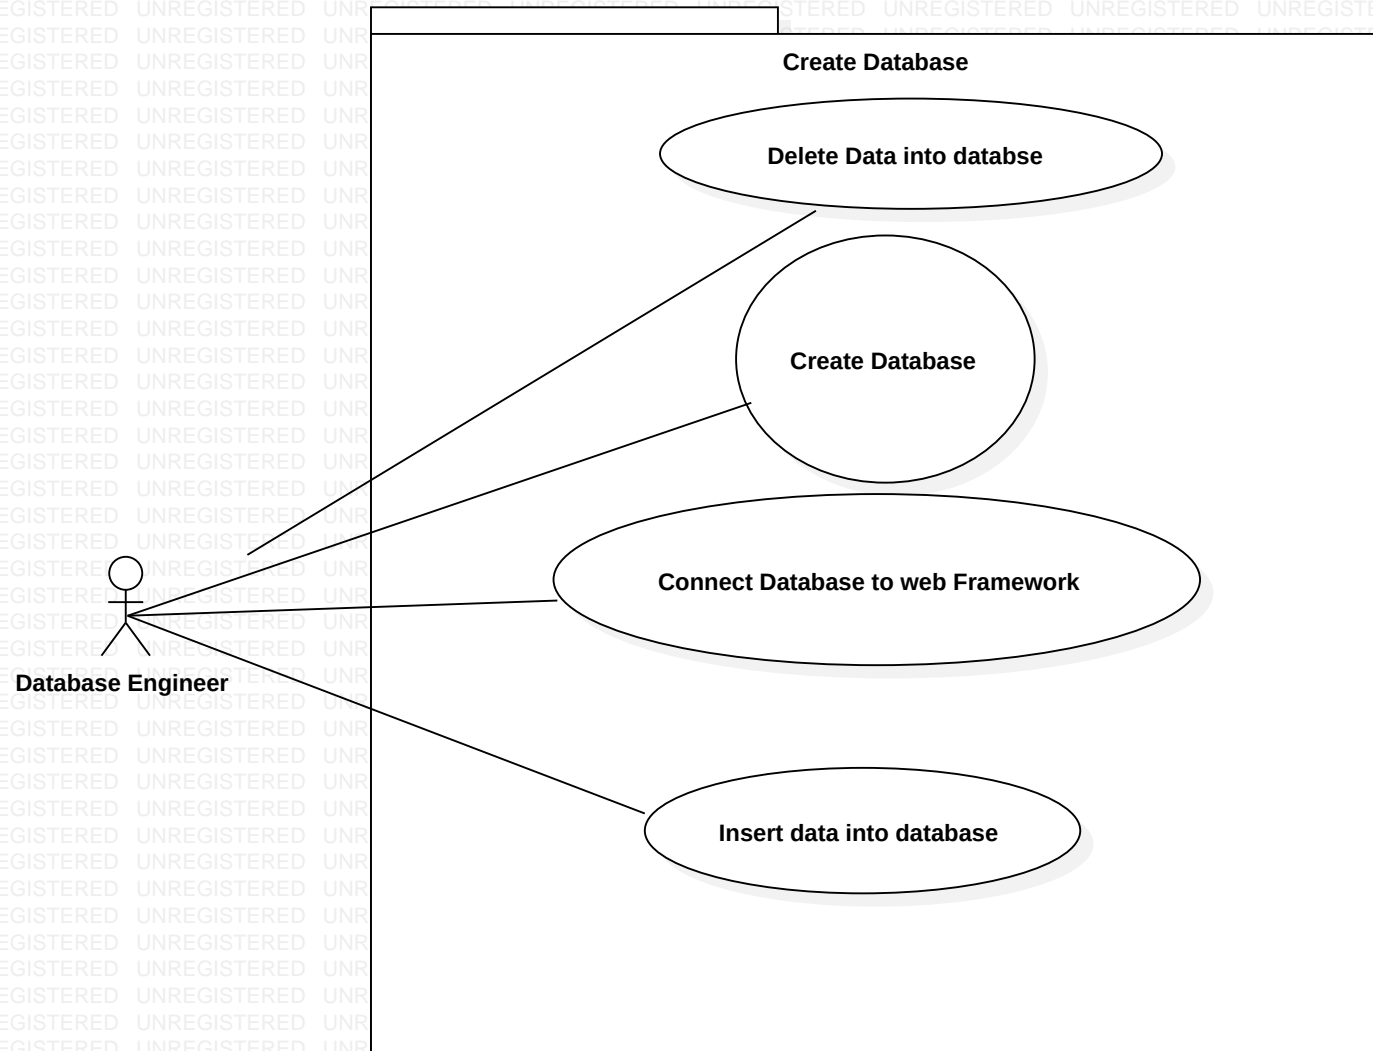 Create Database
Delete Data into databse
Create Database
Connect Database to web Framework
Database Engineer
Insert data into database
UNREGISTERED